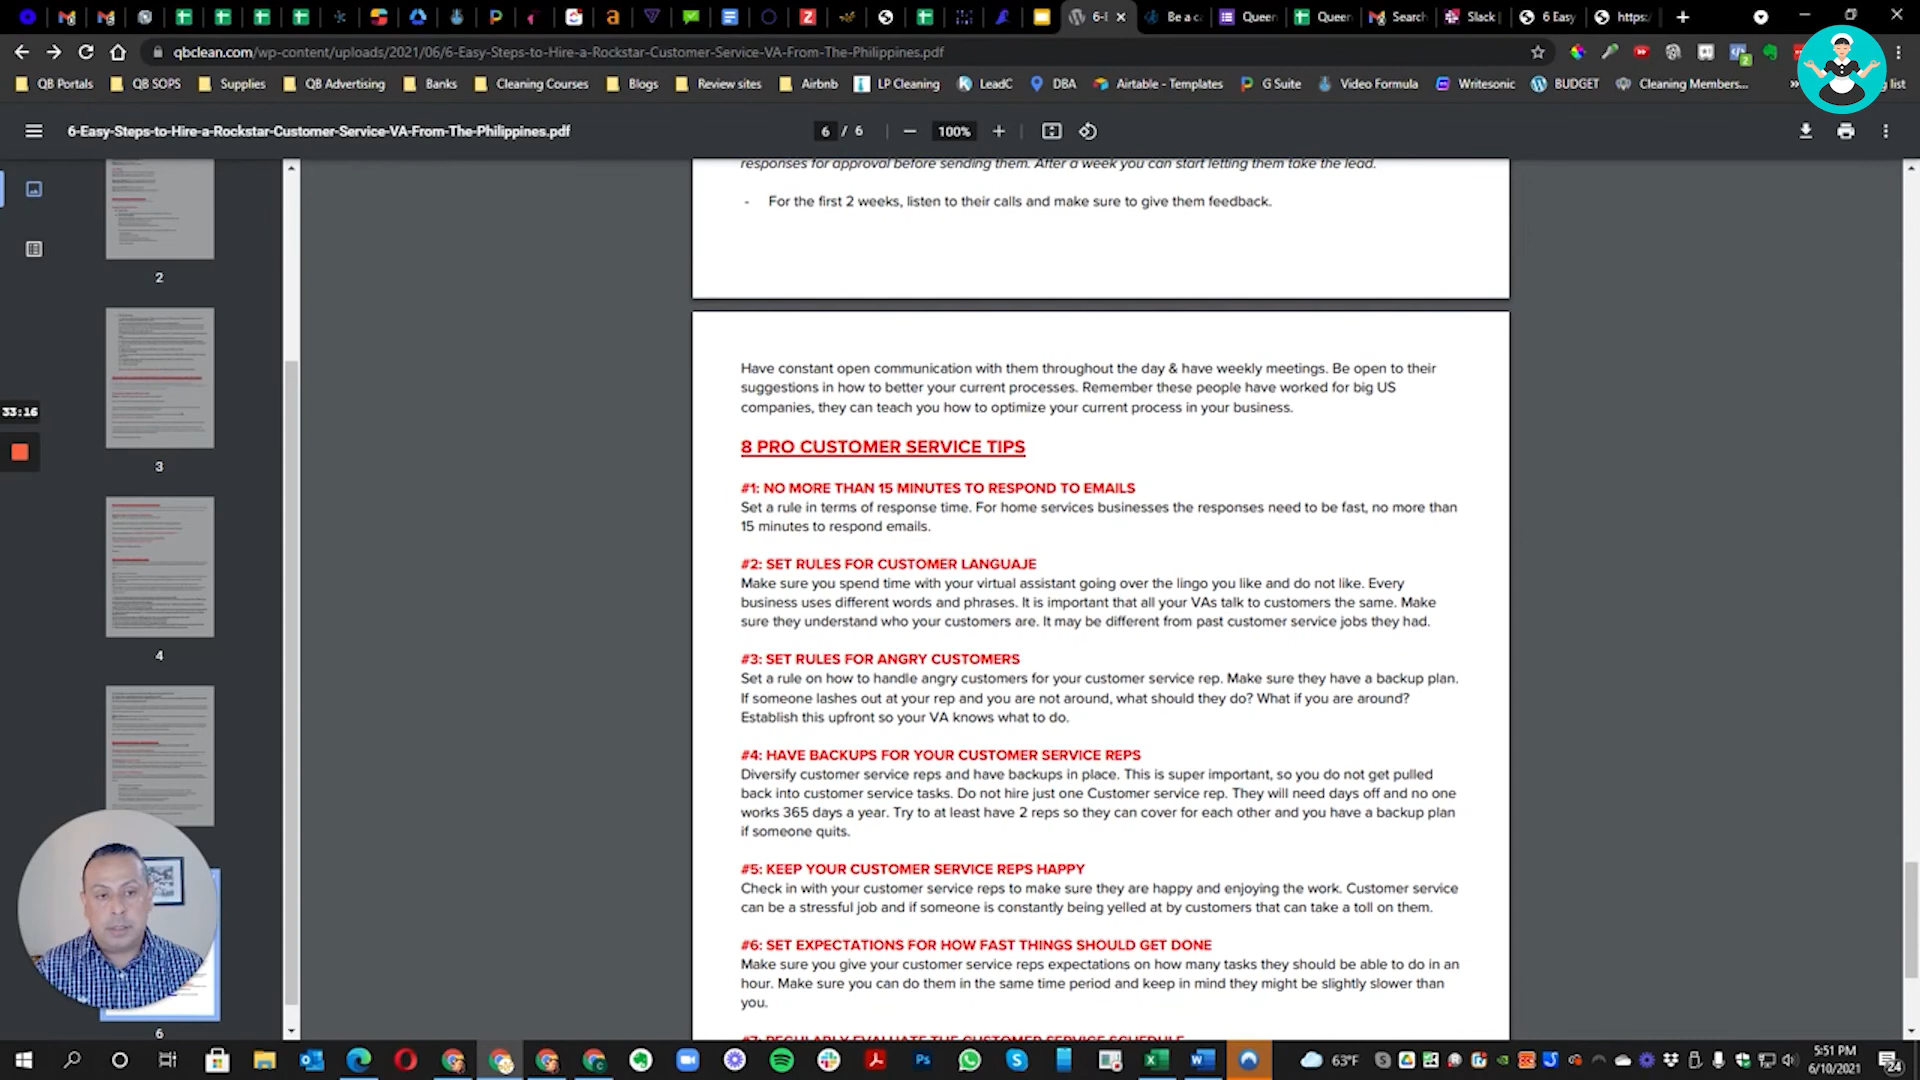 6-E
Be a c
Queen
Queen
Search
Slack
6 Easy
https:
qbclean.com/wp-content/uploads/2021/06/6-Easy-Steps-to-Hire-a-Rockstar-Customer-Service-VA-From-The-Philippines.pdf
QB Portals QB SOPS Supplies QB Advertising Banks Cleaning Courses Blogs Review sites Airbnb LP Cleaning LeadC DBA Airtable - Templates G Suite Video Formula Writesonic BUDGET Cleaning Members... » g list
6-Easy-Steps-to-Hire-a-Rockstar-Customer-Service-VA-From-The-Philippines.pdf
6 / 6
100%
responses for approval before sending them. After a week you can start letting them take the lead.
- For the first 2 weeks, listen to their calls and make sure to give them feedback.
Have constant open communication with them throughout the day & have weekly meetings. Be open to their
suggestions in how to better your current processes. Remember these people have worked for big US
companies, they can teach you how to optimize your current process in your business.
8 PRO CUSTOMER SERVICE TIPS
#1: NO MORE THAN 15 MINUTES TO RESPOND TO EMAILS
Set a rule in terms of response time. For home services businesses the responses need to be fast, no more than
15 minutes to respond emails.
#2: SET RULES FOR CUSTOMER LANGUAJE
Make sure you spend time with your virtual assistant going over the lingo you like and do not like. Every
business uses different words and phrases. It is important that all your VAs talk to customers the same. Make
sure they understand who your customers are. It may be different from past customer service jobs they had.
#3: SET RULES FOR ANGRY CUSTOMERS
Set a rule on how to handle angry customers for your customer service rep. Make sure they have a backup plan.
If someone lashes out at your rep and you are not around, what should they do? What if you are around?
Establish this upfront so your VA knows what to do.
#4: HAVE BACKUPS FOR YOUR CUSTOMER SERVICE REPS
Diversify customer service reps and have backups in place. This is super important, so you do not get pulled
back into customer service tasks. Do not hire just one Customer service rep. They will need days off and no one
works 365 days a year. Try to at least have 2 reps so they can cover for each other and you have a backup plan
if someone quits.
#5: KEEP YOUR CUSTOMER SERVICE REPS HAPPY
Check in with your customer service reps to make sure they are happy and enjoying the work. Customer service
can be a stressful job and if someone is constantly being yelled at by customers that can take a toll on them.
#6: SET EXPECTATIONS FOR HOW FAST THINGS SHOULD GET DONE
Make sure you give your customer service reps expectations on how many tasks they should be able to do in an
hour. Make sure you can do them in the same time period and keep in mind they might be slightly slower than
you.
#7: REGULARLY EVALUATE THE CUSTOMER SERVICE SCHEDULE
2
3
4
6
33:16
63°F
5:51 PM
6/10/2021
24